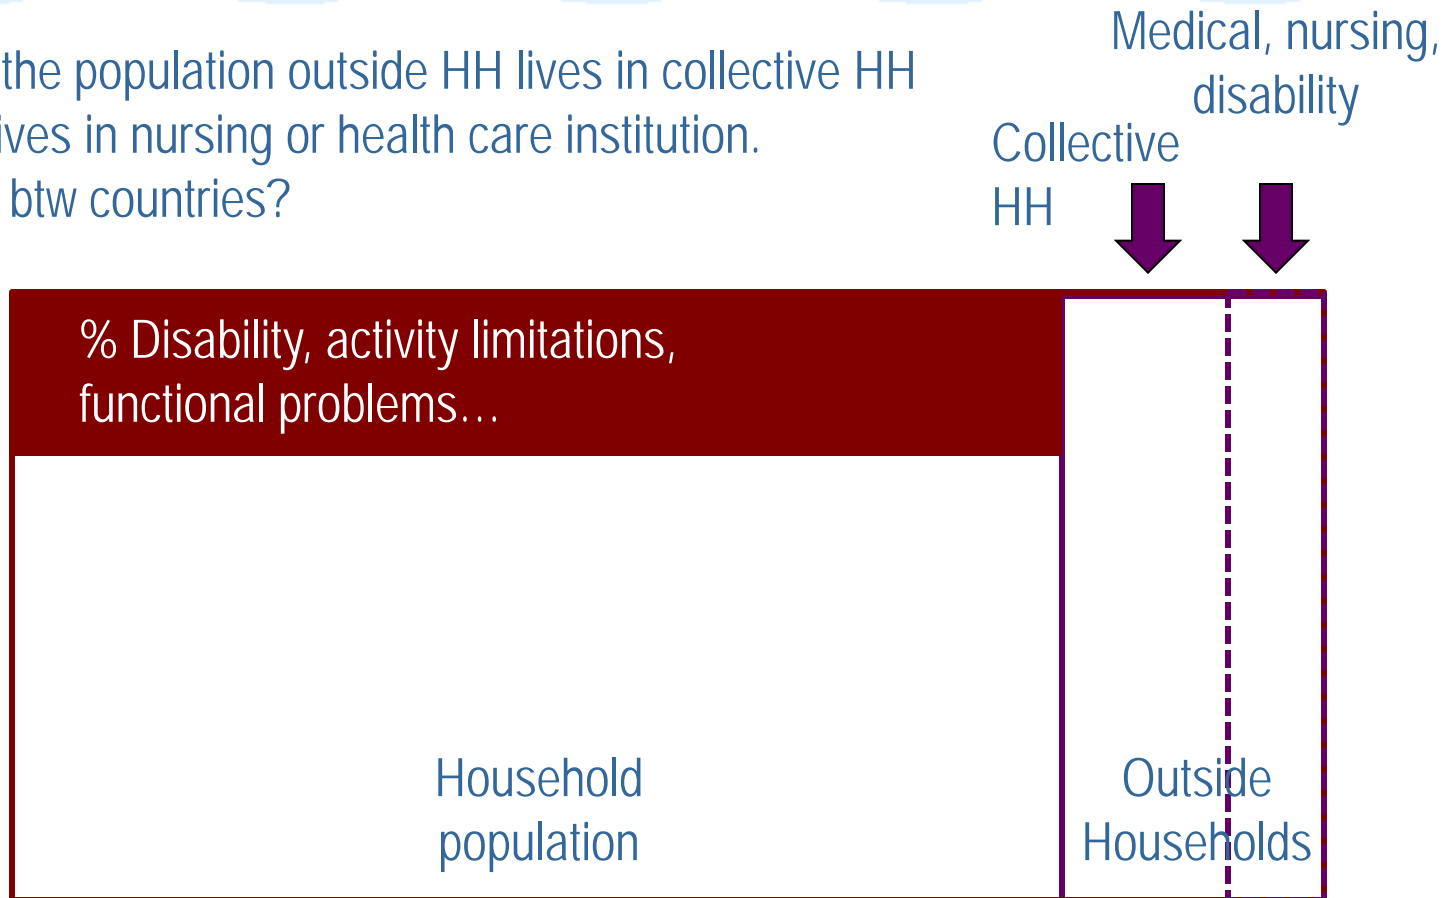 the population outside HH lives in collective HH
ives in nursing or health care institution.
btw countries?
Medical, nursing,
disability
Collective
HH
% Disability, activity limitations,
functional problems…
Household
population
Outside
Households